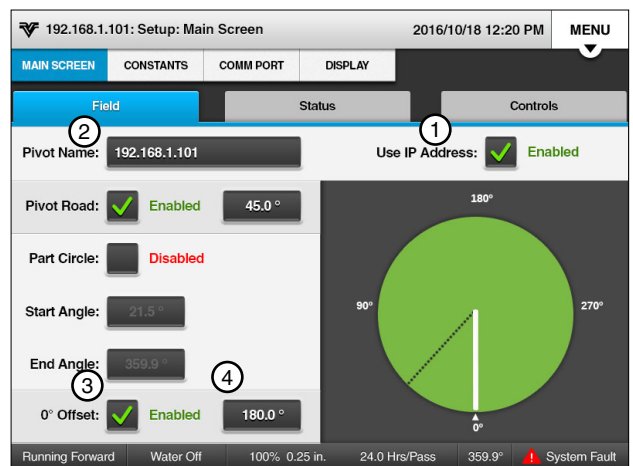 192.168.1.101: Setup: Main Screen 2016/10/18 12:20 PM MENU
MAIN SCREEN CONSTANTS COMM PORT DISPLAY
Field Status Controls
2 1
Pivot Name: 192.168.1.101 Use IP Address: Enabled
Pivot Road: Enabled 45.0 °
180°
Part Circle: Disabled
Start Angle: 21.5 ° 90° 270°
End Angle: 359.9 °
3 4
0° Offset: Enabled 180.0 ° 0°
Running Forward Water Off 100% 0.25 in. 24.0 Hrs/Pass 359.9° System Fault